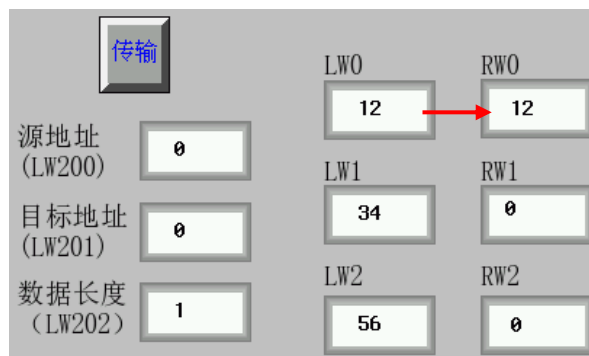 传输
LW0
RW0
12
12
源地址
(LW200)
0
LW1
RW1
34
0
目标地址
(LW201)
0
LW2
RW2
数据长度
(LW202)
1
56
0